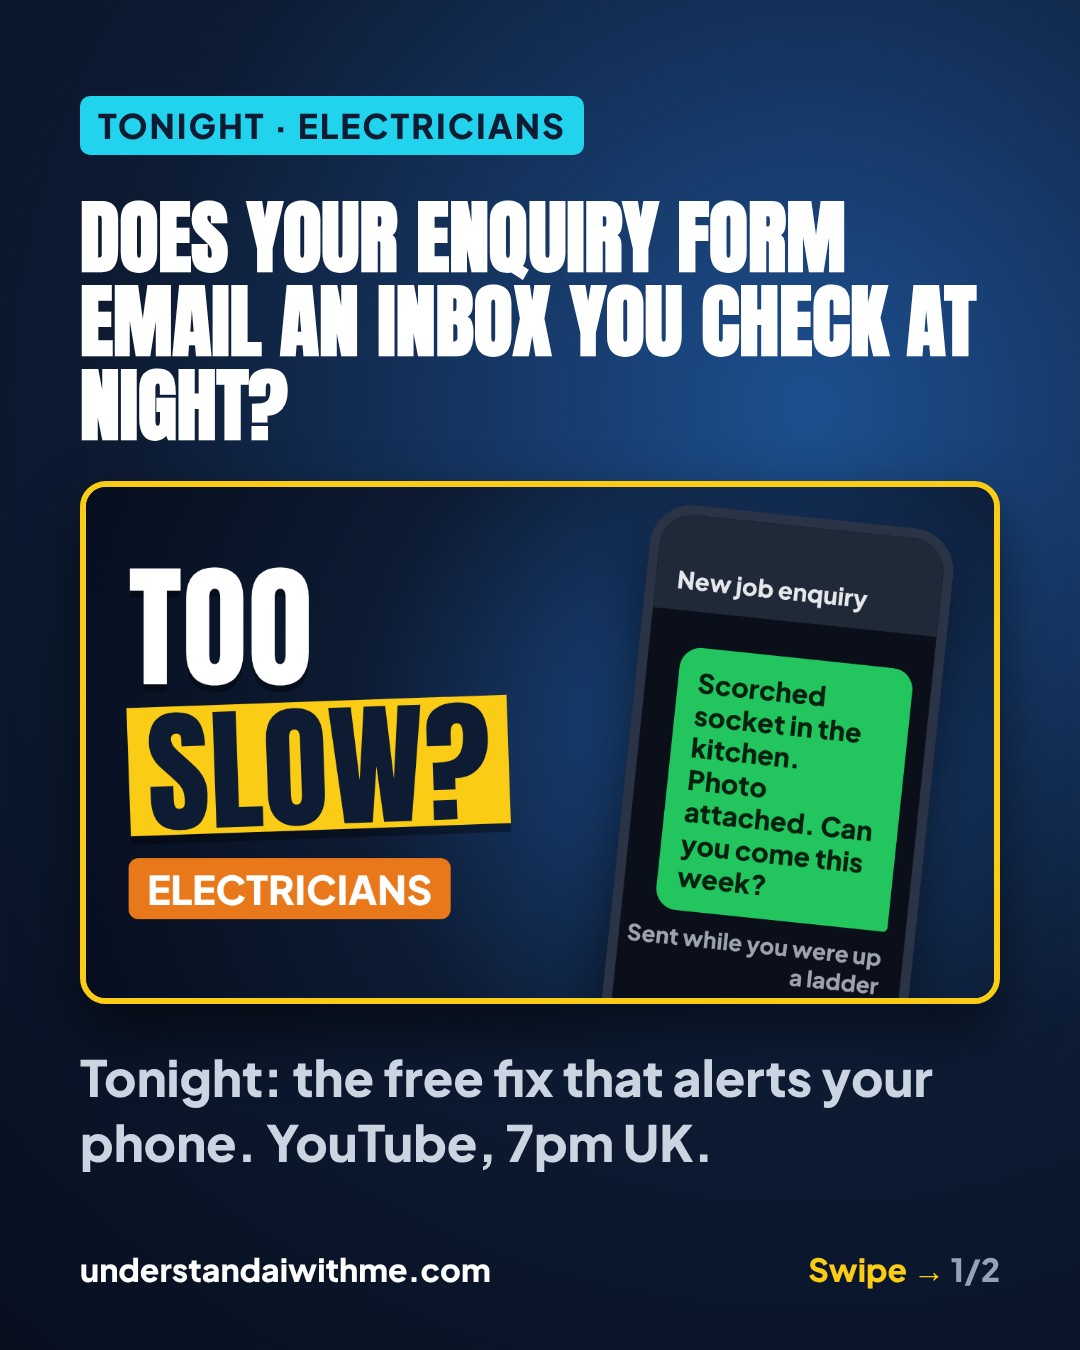 TONIGHT · ELECTRICIANS
DOES YOUR ENQUIRY FORM
EMAIL AN INBOX YOU CHECK AT
NIGHT?
TOO
SLOW?
ELECTRICIANS
New job enquiry
Scorched
socket in the
kitchen.
Photo
attached. Can
you come this
week?
Sent while you were up
a ladder
Tonight: the free fix that alerts your
phone. YouTube, 7pm UK.
understandaiwithme.com
Swipe → 1/2